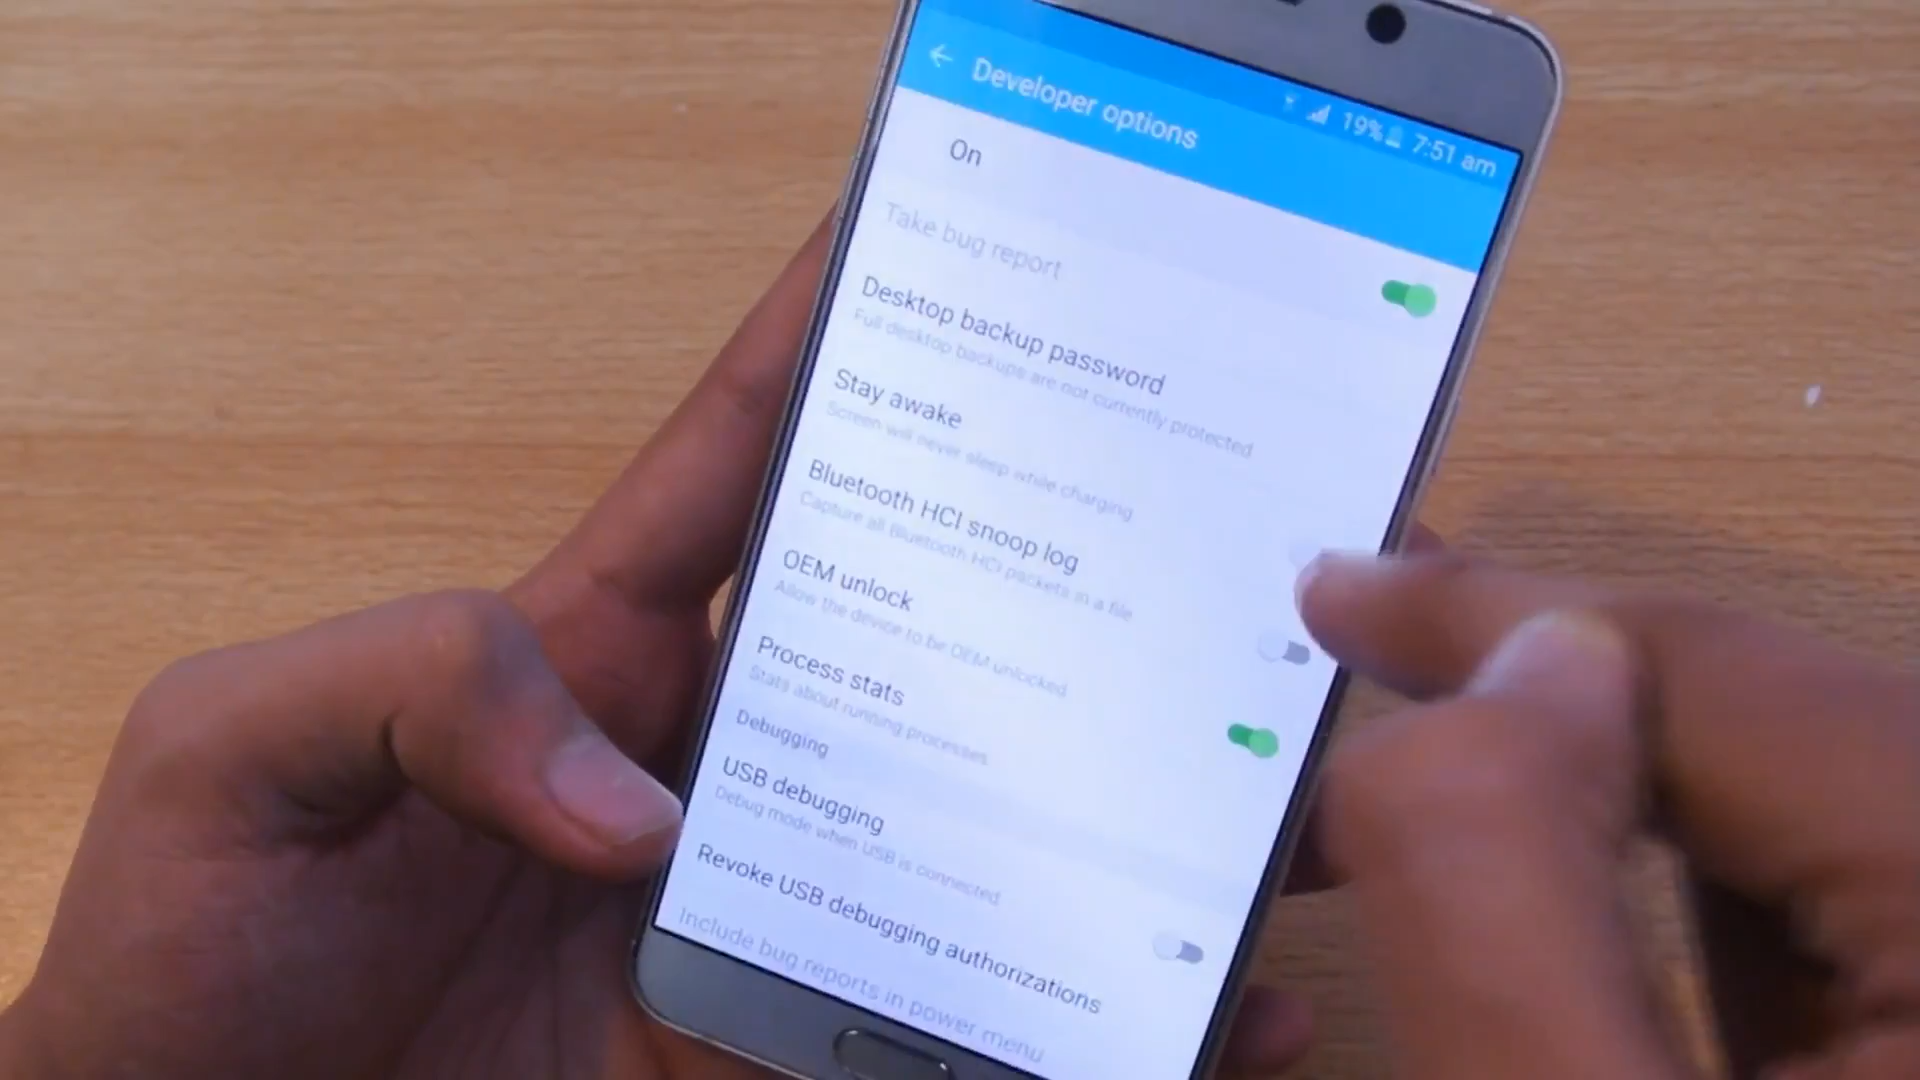 19% 7:51 am
Developer options
On
Take bug report
Desktop backup password
Full desktop backups are not currently protected
Stay awake
Screen will never sleep while charging
Bluetooth HCI snoop log
Capture all Bluetooth HCI packets in a file
OEM unlock
Allow the device to be OEM unlocked
Process stats
Stats about running processes
Debugging
USB debugging
Debug mode when USB is connected
Revoke USB debugging authorizations
Include bug reports in power menu